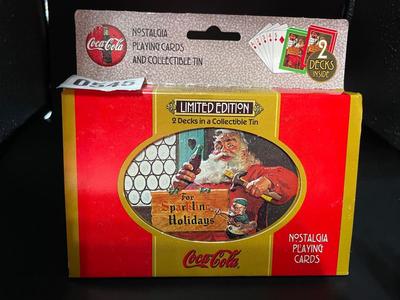 Coca-Cola
NOSTALGIA
PLAYING CARDS
AND COLLECTIBLE TIN
2
DECKS
INSIDE
0545
LIMITED EDITION
2 Decks in a Collectible Tin
For
Sparkling
Holidays
Coca-Cola
NOSTALGIA
PLAYING
CARDS